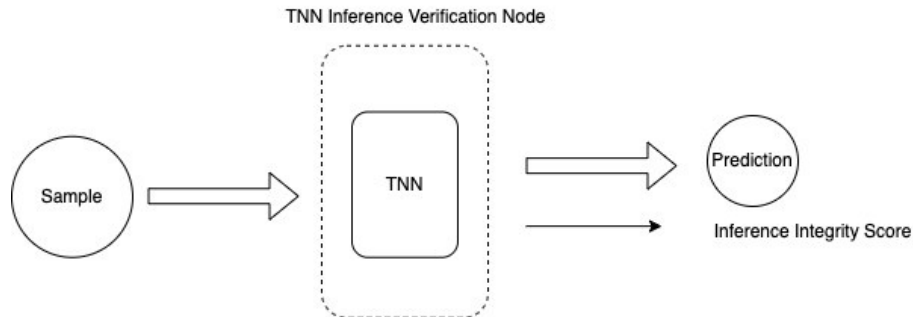 TNN Inference Verification Node
Sample
TNN
Prediction
Inference Integrity Score